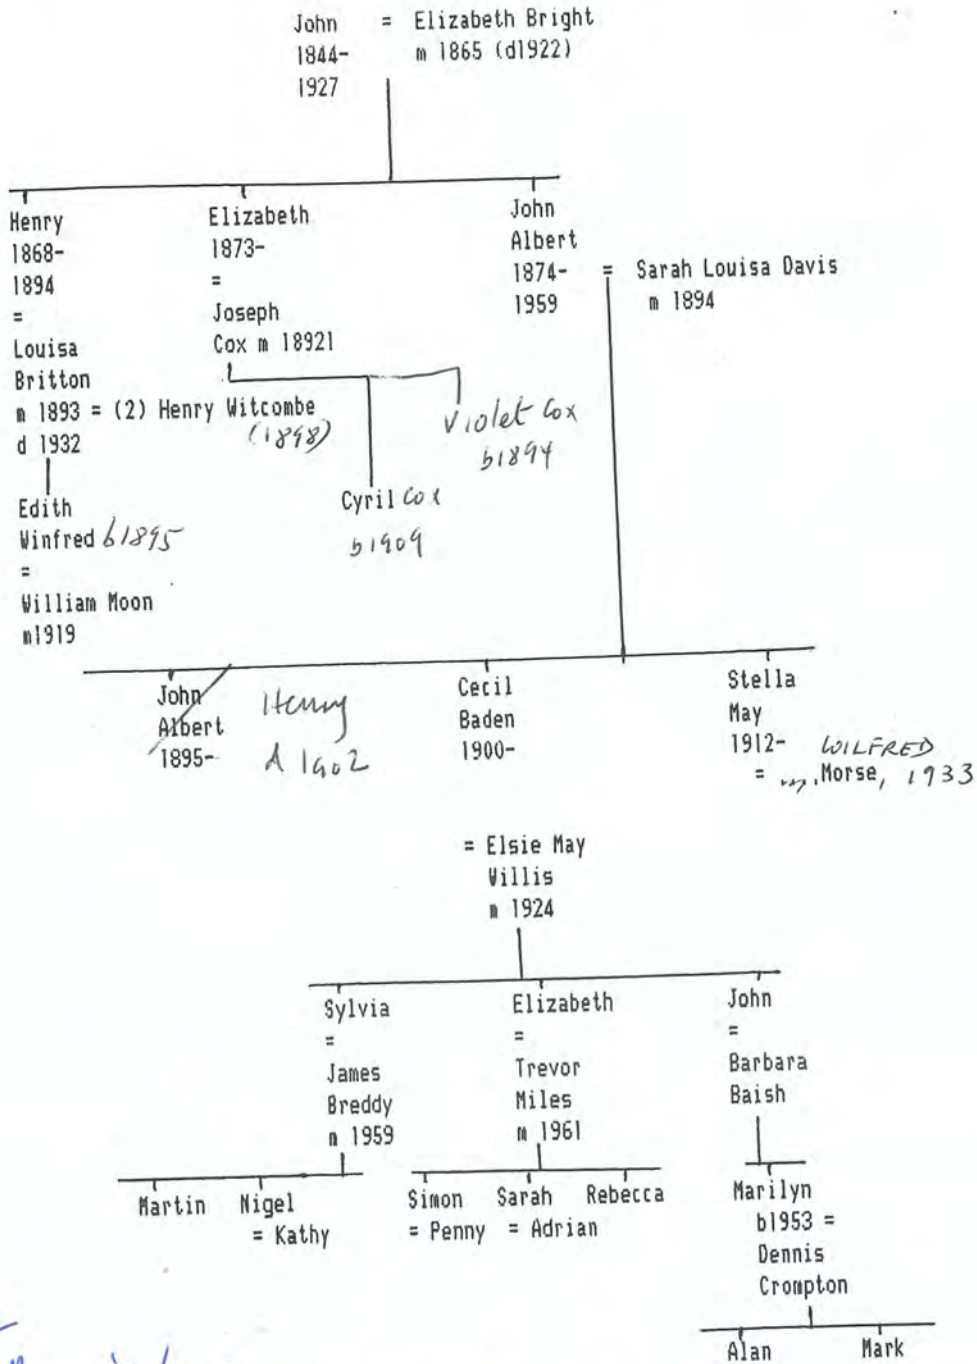 John = Elizabeth Bright
1844- m 1865 (d1922)
1927
Henry
1868-
1894
=
Louisa
Britton
m 1893 = (2) Henry Witcombe
(1898)
d 1932
Edith
Winfred b1895
=
William Moon
m1919
Elizabeth
1873-
=
Joseph
Cox m 18921
Violet Cox
b1894
Cyril Cox
b1909
John
Albert
1874- = Sarah Louisa Davis
1959 m 1894
John
Albert Henry
1895- d 1902
Cecil
Baden
1900-
Stella
May
1912- WILFRED
= Morse, 1933
= Elsie May
Willis
m 1924
Sylvia
=
James
Breddy
m 1959
Elizabeth
=
Trevor
Miles
m 1961
John
=
Barbara
Baish
Martin Nigel
= Kathy
Simon Sarah Rebecca
= Penny = Adrian
Marilyn
b1953 =
Dennis
Crompton
Alan Mark